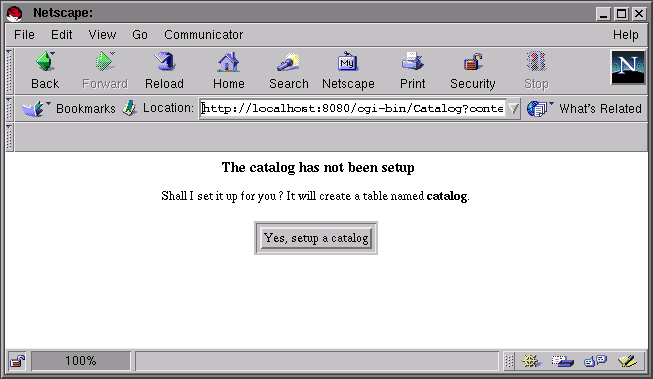 Netscape:
File Edit View Go Communicator Help
Back Forward Reload Home Search My Netscape Print Security Stop N
Bookmarks Location: http://localhost:8080/cgi-bin/Catalog?conte What's Related
The catalog has not been setup
Shall I set it up for you ? It will create a table named catalog.
Yes, setup a catalog
100%